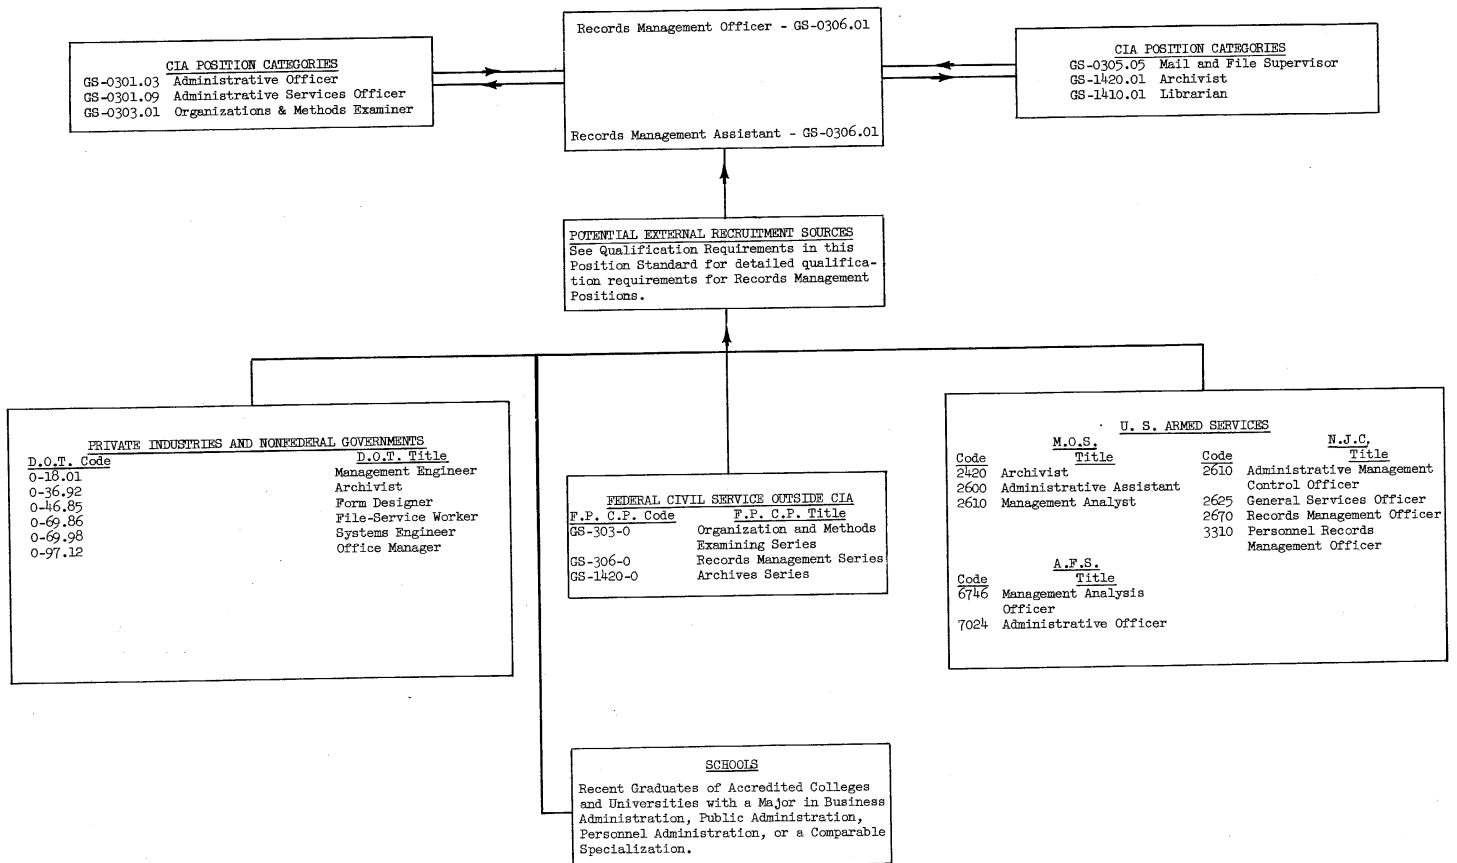 Records Management Officer - GS-0306.01
Records Management Assistant - GS-0306.01
CIA POSITION CATEGORIES
GS-0301.03 Administrative Officer
GS-0301.09 Administrative Services Officer
GS-0303.01 Organizations & Methods Examiner
CIA POSITION CATEGORIES
GS-0305.05 Mail and File Supervisor
GS-1420.01 Archivist
GS-1410.01 Librarian
POTENTIAL EXTERNAL RECRUITMENT SOURCES
See Qualification Requirements in this
Position Standard for detailed qualifica-
tion requirements for Records Management
Positions.
PRIVATE INDUSTRIES AND NONFEDERAL GOVERNMENTS
D.O.T. Code D.O.T. Title
0-18.01 Management Engineer
0-36.92 Archivist
0-46.85 Form Designer
0-69.86 File-Service Worker
0-69.98 Systems Engineer
0-97.12 Office Manager
FEDERAL CIVIL SERVICE OUTSIDE CIA
F.P. C.P. Code F.P. C.P. Title
GS-303-0 Organization and Methods
Examining Series
GS-306-0 Records Management Series
GS-1420-0 Archives Series
U. S. ARMED SERVICES
M.O.S.
Code Title
2420 Archivist
2600 Administrative Assistant
2610 Management Analyst
N.J.C.
Code Title
2610 Administrative Management
Control Officer
2625 General Services Officer
2670 Records Management Officer
3310 Personnel Records
Management Officer
A.F.S.
Code Title
6746 Management Analysis
Officer
7024 Administrative Officer
SCHOOLS
Recent Graduates of Accredited Colleges
and Universities with a Major in Business
Administration, Public Administration,
Personnel Administration, or a Comparable
Specialization.